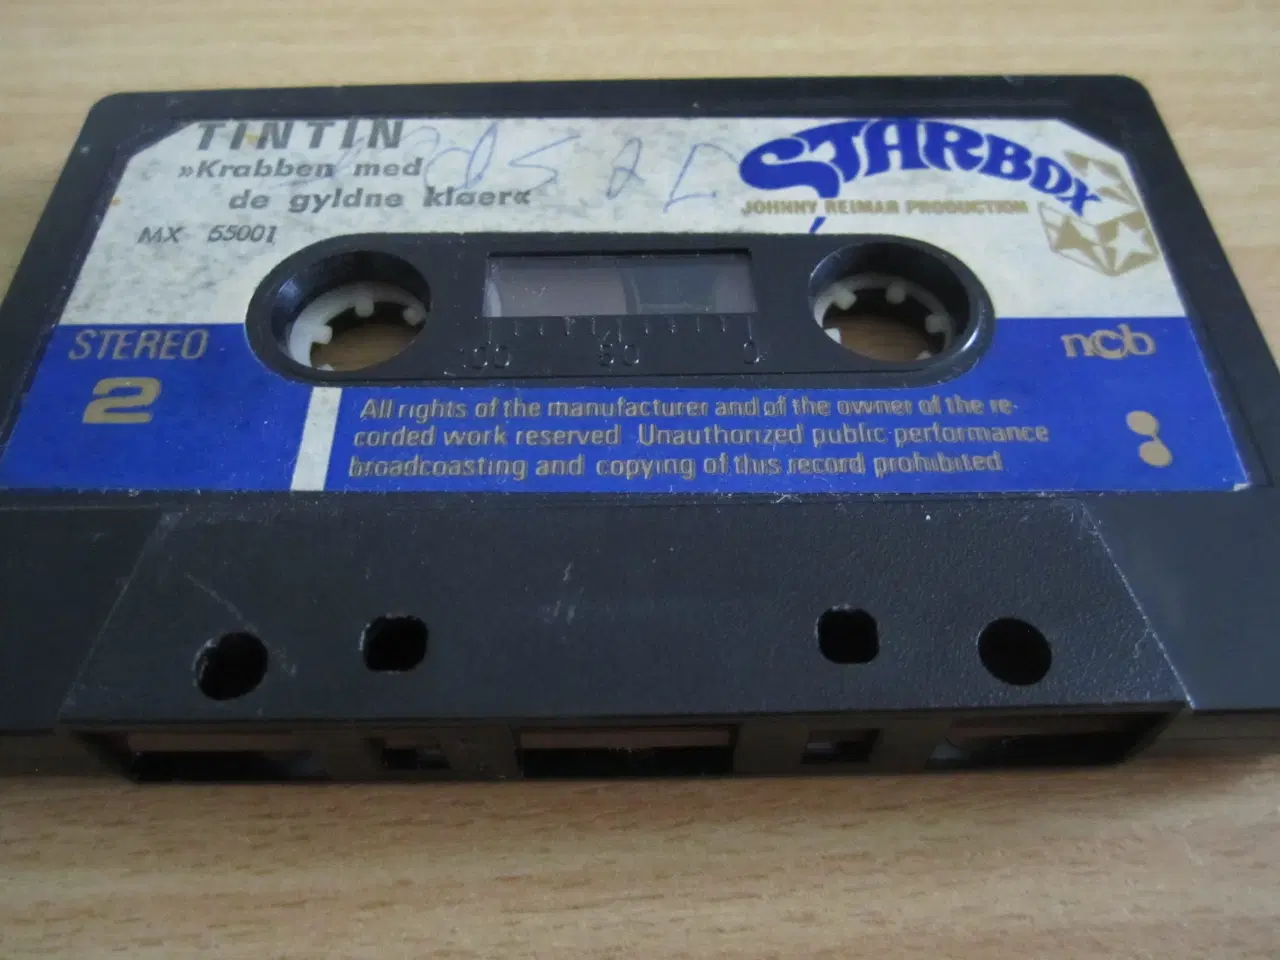 TINTIN
»Krabben med
de gyldne kløer«
MX 65001
STARBOX
JOHNNY REIMAR PRODUCTION
STEREO
2
ncb
100 50 0
All rights of the manufacturer and of the owner of the re-
corded work reserved Unauthorized public performance
broadcoasting and copying of this record prohibited